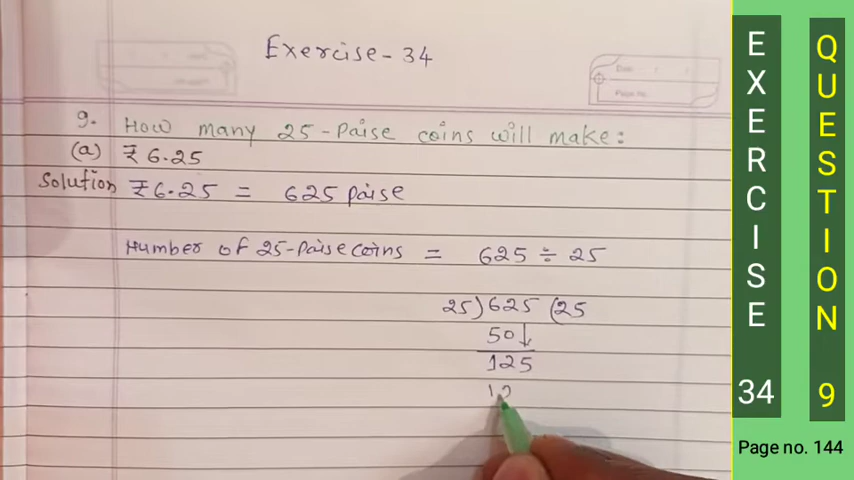 Exercise - 34
9. How many 25 - Paise coins will make:
(a) ₹ 6.25
Solution ₹ 6.25 = 625 paise
Number of 25-Paise coins = 625 ÷ 25
25) 625 (25
50↓
125
12
EXERCISE 34
QUESTION 9
Page no. 144